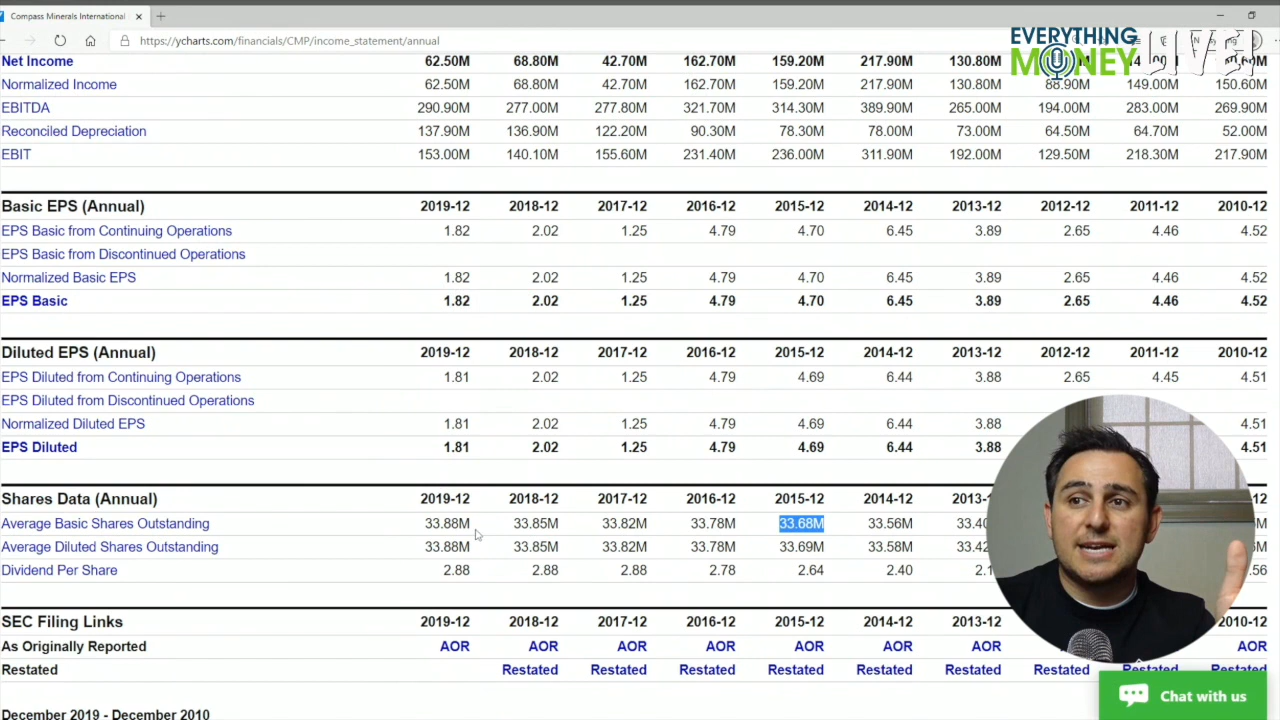 Compass Minerals International
https://ycharts.com/financials/CMP/income_statement/annual
EVERYTHING
MONEY LIVE!
Net Income 62.50M 68.80M 42.70M 162.70M 159.20M 217.90M 130.80M
Normalized Income 62.50M 68.80M 42.70M 162.70M 159.20M 217.90M 130.80M 88.90M 149.00M 150.60M
EBITDA 290.90M 277.00M 277.80M 321.70M 314.30M 389.90M 265.00M 194.00M 283.00M 269.90M
Reconciled Depreciation 137.90M 136.90M 122.20M 90.30M 78.30M 78.00M 73.00M 64.50M 64.70M 52.00M
EBIT 153.00M 140.10M 155.60M 231.40M 236.00M 311.90M 192.00M 129.50M 218.30M 217.90M
Basic EPS (Annual) 2019-12 2018-12 2017-12 2016-12 2015-12 2014-12 2013-12 2012-12 2011-12 2010-12
EPS Basic from Continuing Operations 1.82 2.02 1.25 4.79 4.70 6.45 3.89 2.65 4.46 4.52
EPS Basic from Discontinued Operations
Normalized Basic EPS 1.82 2.02 1.25 4.79 4.70 6.45 3.89 2.65 4.46 4.52
EPS Basic 1.82 2.02 1.25 4.79 4.70 6.45 3.89 2.65 4.46 4.52
Diluted EPS (Annual) 2019-12 2018-12 2017-12 2016-12 2015-12 2014-12 2013-12 2012-12 2011-12 2010-12
EPS Diluted from Continuing Operations 1.81 2.02 1.25 4.79 4.69 6.44 3.88 2.65 4.45 4.51
EPS Diluted from Discontinued Operations
Normalized Diluted EPS 1.81 2.02 1.25 4.79 4.69 6.44 3.88 4.51
EPS Diluted 1.81 2.02 1.25 4.79 4.69 6.44 3.88 4.51
Shares Data (Annual) 2019-12 2018-12 2017-12 2016-12 2015-12 2014-12 2013-1 2010-12
Average Basic Shares Outstanding 33.88M 33.85M 33.82M 33.78M 33.68M 33.56M 33.40
Average Diluted Shares Outstanding 33.88M 33.85M 33.82M 33.78M 33.69M 33.58M 33.42
Dividend Per Share 2.88 2.88 2.88 2.78 2.64 2.40 2.1 .56
SEC Filing Links 2019-12 2018-12 2017-12 2016-12 2015-12 2014-12 2013-12 2010-12
As Originally Reported AOR AOR AOR AOR AOR AOR AOR AOR
Restated Restated Restated Restated Restated Restated Restated Restated Restated Restated
December 2019 - December 2010
Chat with us